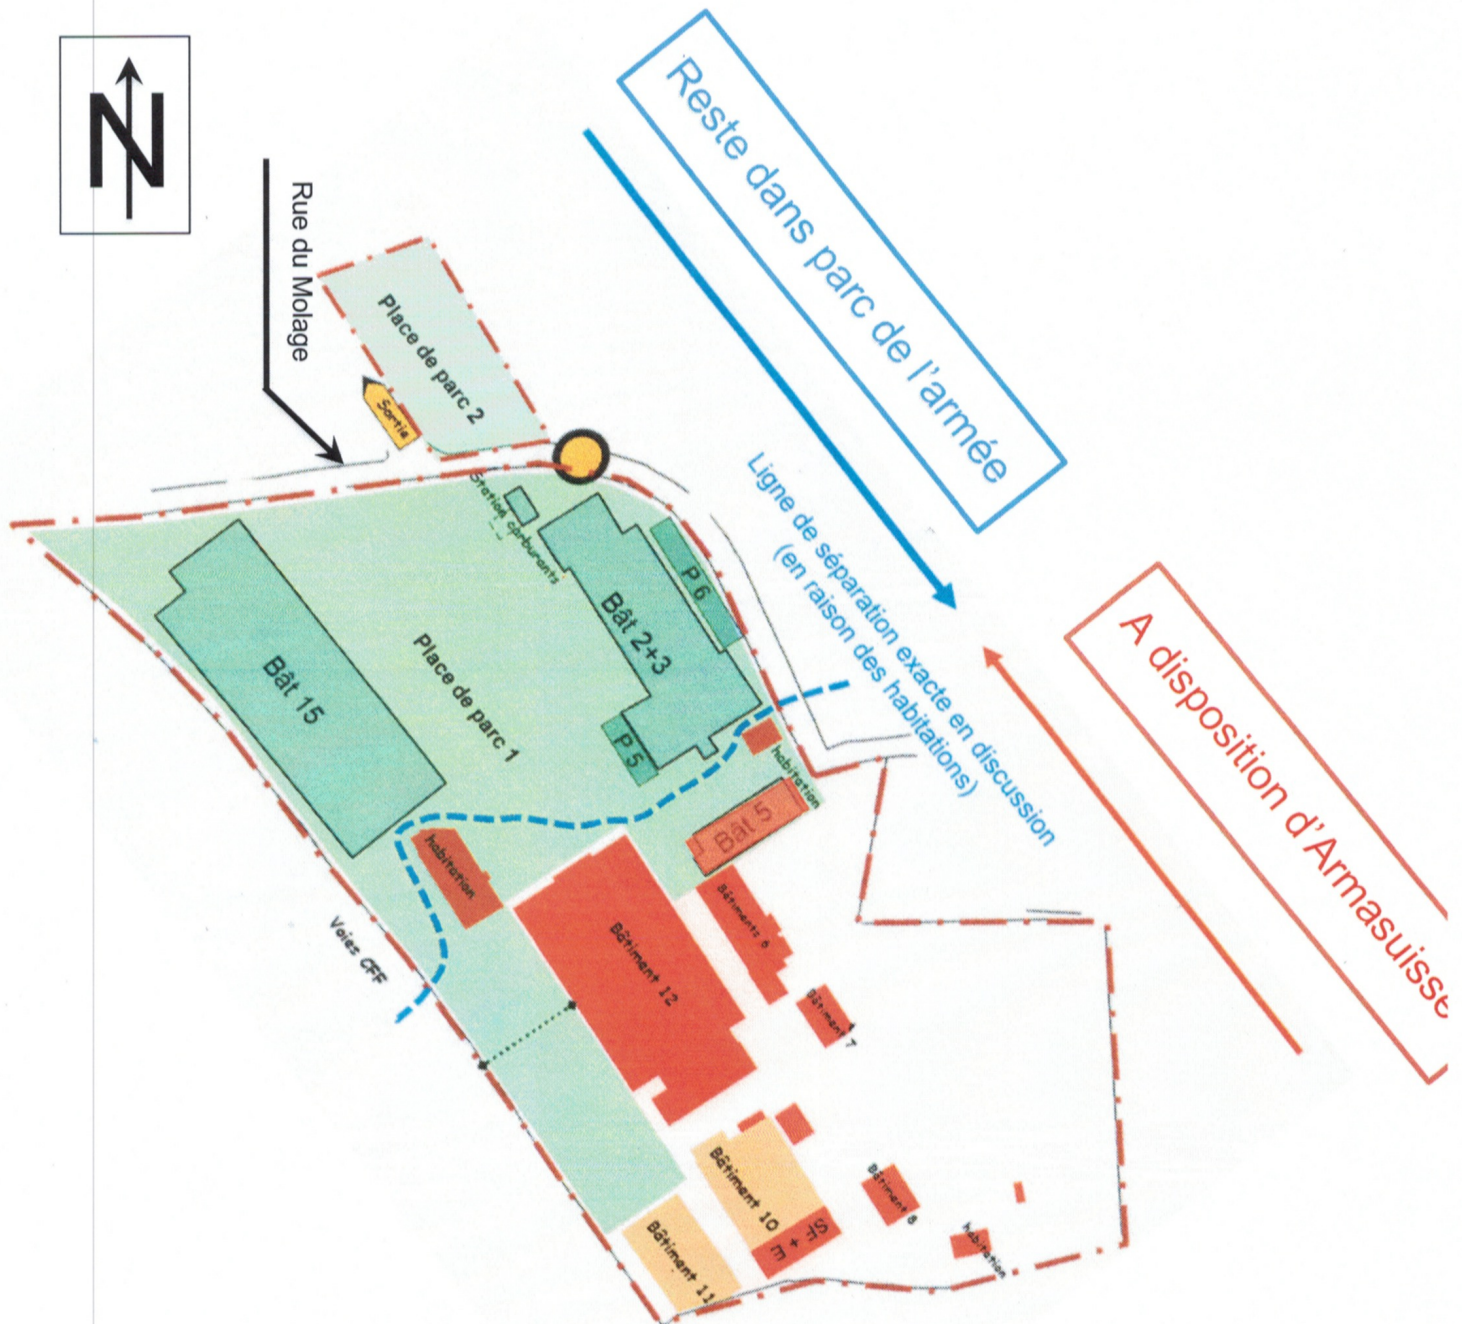 N
Rue du Molage
Reste dans parc de l'armée
Place de parc 2
Sortie
Station carburants
P 6
Bât 2+3
Ligne de séparation exacte en discussion
(en raison des habitations)
A disposition d'Armasuisse
Bât 15
Place de parc 1
P 5
habitation
Bât 5
habitation
Voies CFF
Bâtiments 6
Bâtiment 12
Bâtiment 7
Bâtiment 10
SF + E
Bâtiment 8
habitation
Bâtiment 11